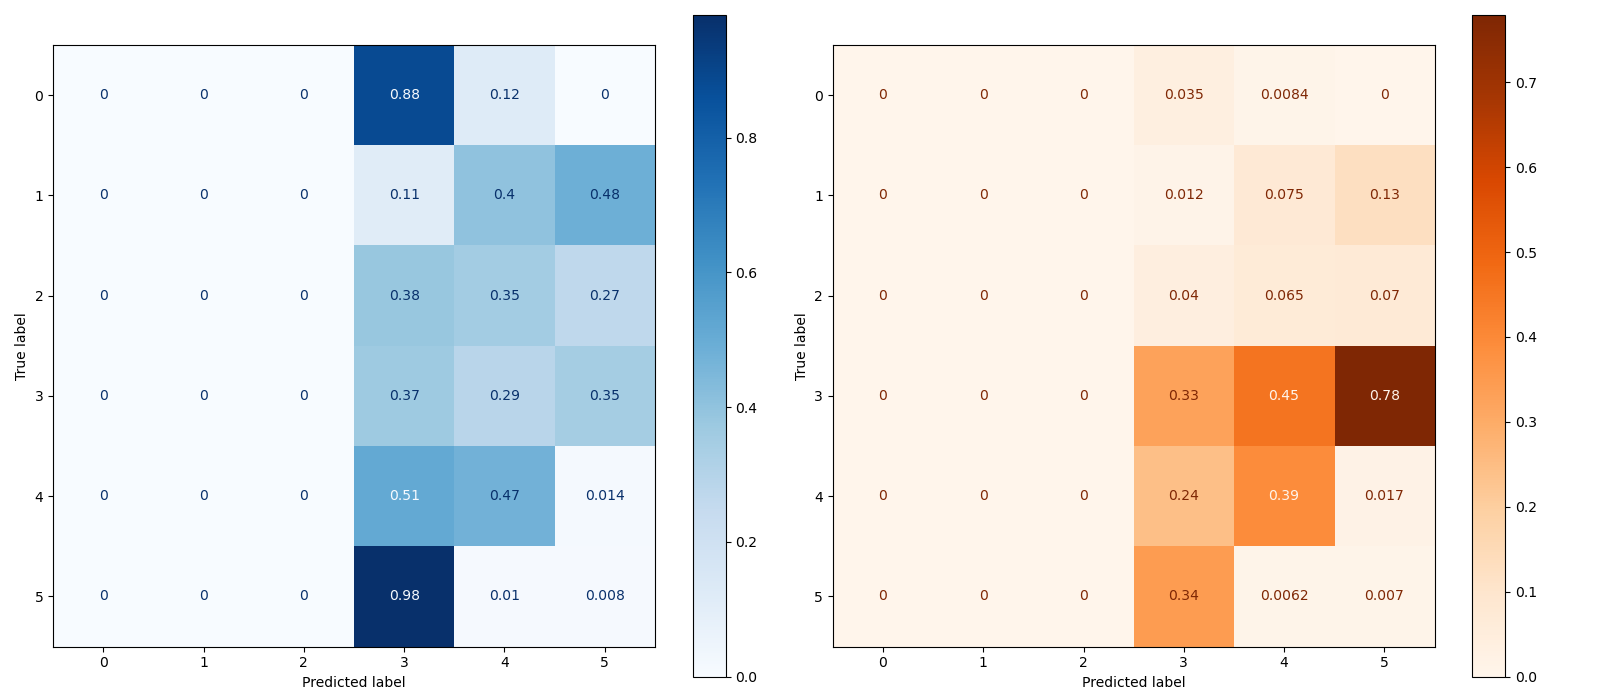 0 0 0 0 0.88 0.12 0
1 0 0 0 0.11 0.4 0.48
2 0 0 0 0.38 0.35 0.27
3 0 0 0 0.37 0.29 0.35
4 0 0 0 0.51 0.47 0.014
5 0 0 0 0.98 0.01 0.008
0 1 2 3 4 5
True label
Predicted label
0.8
0.6
0.4
0.2
0.0
0 0 0 0 0.035 0.0084 0
1 0 0 0 0.012 0.075 0.13
2 0 0 0 0.04 0.065 0.07
3 0 0 0 0.33 0.45 0.78
4 0 0 0 0.24 0.39 0.017
5 0 0 0 0.34 0.0062 0.007
0 1 2 3 4 5
True label
Predicted label
0.7
0.6
0.5
0.4
0.3
0.2
0.1
0.0